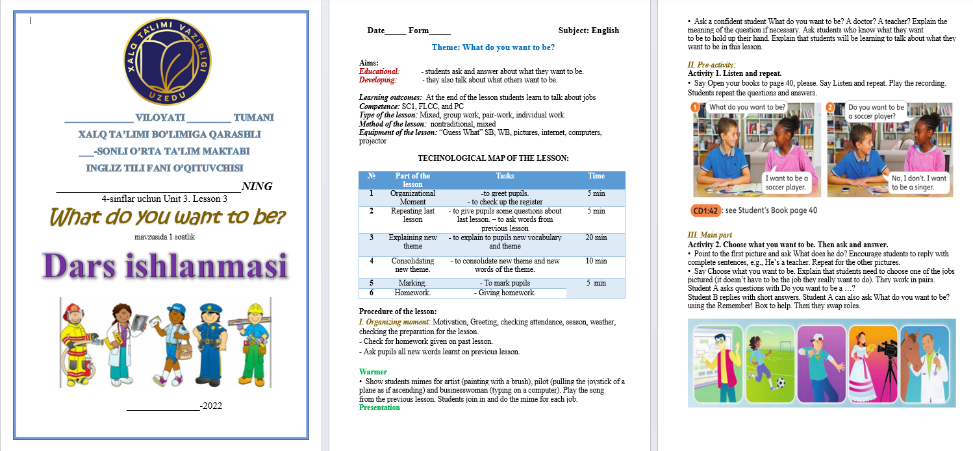 XALQ TALIMI VAZIRLIGI
UZEDU
____________ VILOYATI ________ TUMANI
XALQ TA'LIMI BO'LIMIGA QARASHLI
___-SONLI O'RTA TA'LIM MAKTABI
INGLIZ TILI FANI O'QITUVCHISI
______________________________NING
4-sinflar uchun Unit 3. Lesson 3
What do you want to be?
mavzusida 1 soatlik
Dars ishlanmasi
______________-2022
Date_____ Form_____ Subject: English
Theme: What do you want to be?
Aims:
Educational: - students ask and answer about what they want to be.
Developing: - they also talk about what others want to be.
Learning outcomes: At the end of the lesson students learn to talk about jobs
Competence: SC1, FLCC, and PC
Type of the lesson: Mixed, group work, pair-work, individual work
Method of the lesson: nontraditional, mixed
Equipment of the lesson: "Guess What" SB, WB, pictures, internet, computers,
projector
TECHNOLOGICAL MAP OF THE LESSON:
№ Part of the lesson Tasks Time
1 Organizational Moment -to greet pupils. - to check up the register 5 min
2 Repeating last lesson - to give pupils some questions about last lesson. – to ask words from previous lesson 5 min
3 Explaining new theme - to explain to pupils new vocabulary and theme 20 min
4 Consolidating new theme. - to consolidate new theme and new words of the theme. 10 min
5 Marking. - To mark pupils 5 min
6 Homework. - Giving homework.
Procedure of the lesson:
I. Organizing moment: Motivation, Greeting, checking attendance, season, weather,
checking the preparation for the lesson.
- Check for homework given on past lesson.
- Ask pupils all new words learnt on previous lesson.
Warmer
• Show students mimes for artist (painting with a brush), pilot (pulling the joystick of a
plane as if ascending) and businesswoman (typing on a computer). Play the song
from the previous lesson. Students join in and do the mime for each job.
Presentation
• Ask a confident student What do you want to be? A doctor? A teacher? Explain the
meaning of the question if necessary. Ask students who know what they want
to be to hold up their hand. Explain that students will be learning to talk about what they
want to be in this lesson.
II. Pre-activity:
Activity 1. Listen and repeat.
• Say Open your books to page 40, please. Say Listen and repeat. Play the recording.
Students repeat the questions and answers.
1 What do you want to be?
I want to be a
soccer player.
2 Do you want to be
a soccer player?
No, I don't. I want
to be a singer.
CD1:42 : see Student's Book page 40
III. Main part
Activity 2. Choose what you want to be. Then ask and answer.
• Point to the first picture and ask What does he do? Encourage students to reply with
complete sentences, e.g., He's a teacher. Repeat for the other pictures.
• Say Choose what you want to be. Explain that students need to choose one of the jobs
pictured (it doesn't have to be the job they really want to do). They work in pairs.
Student A asks questions with Do you want to be a …?
Student B replies with short answers. Student A can also ask What do you want to be?
using the Remember! Box to help. Then they swap roles.